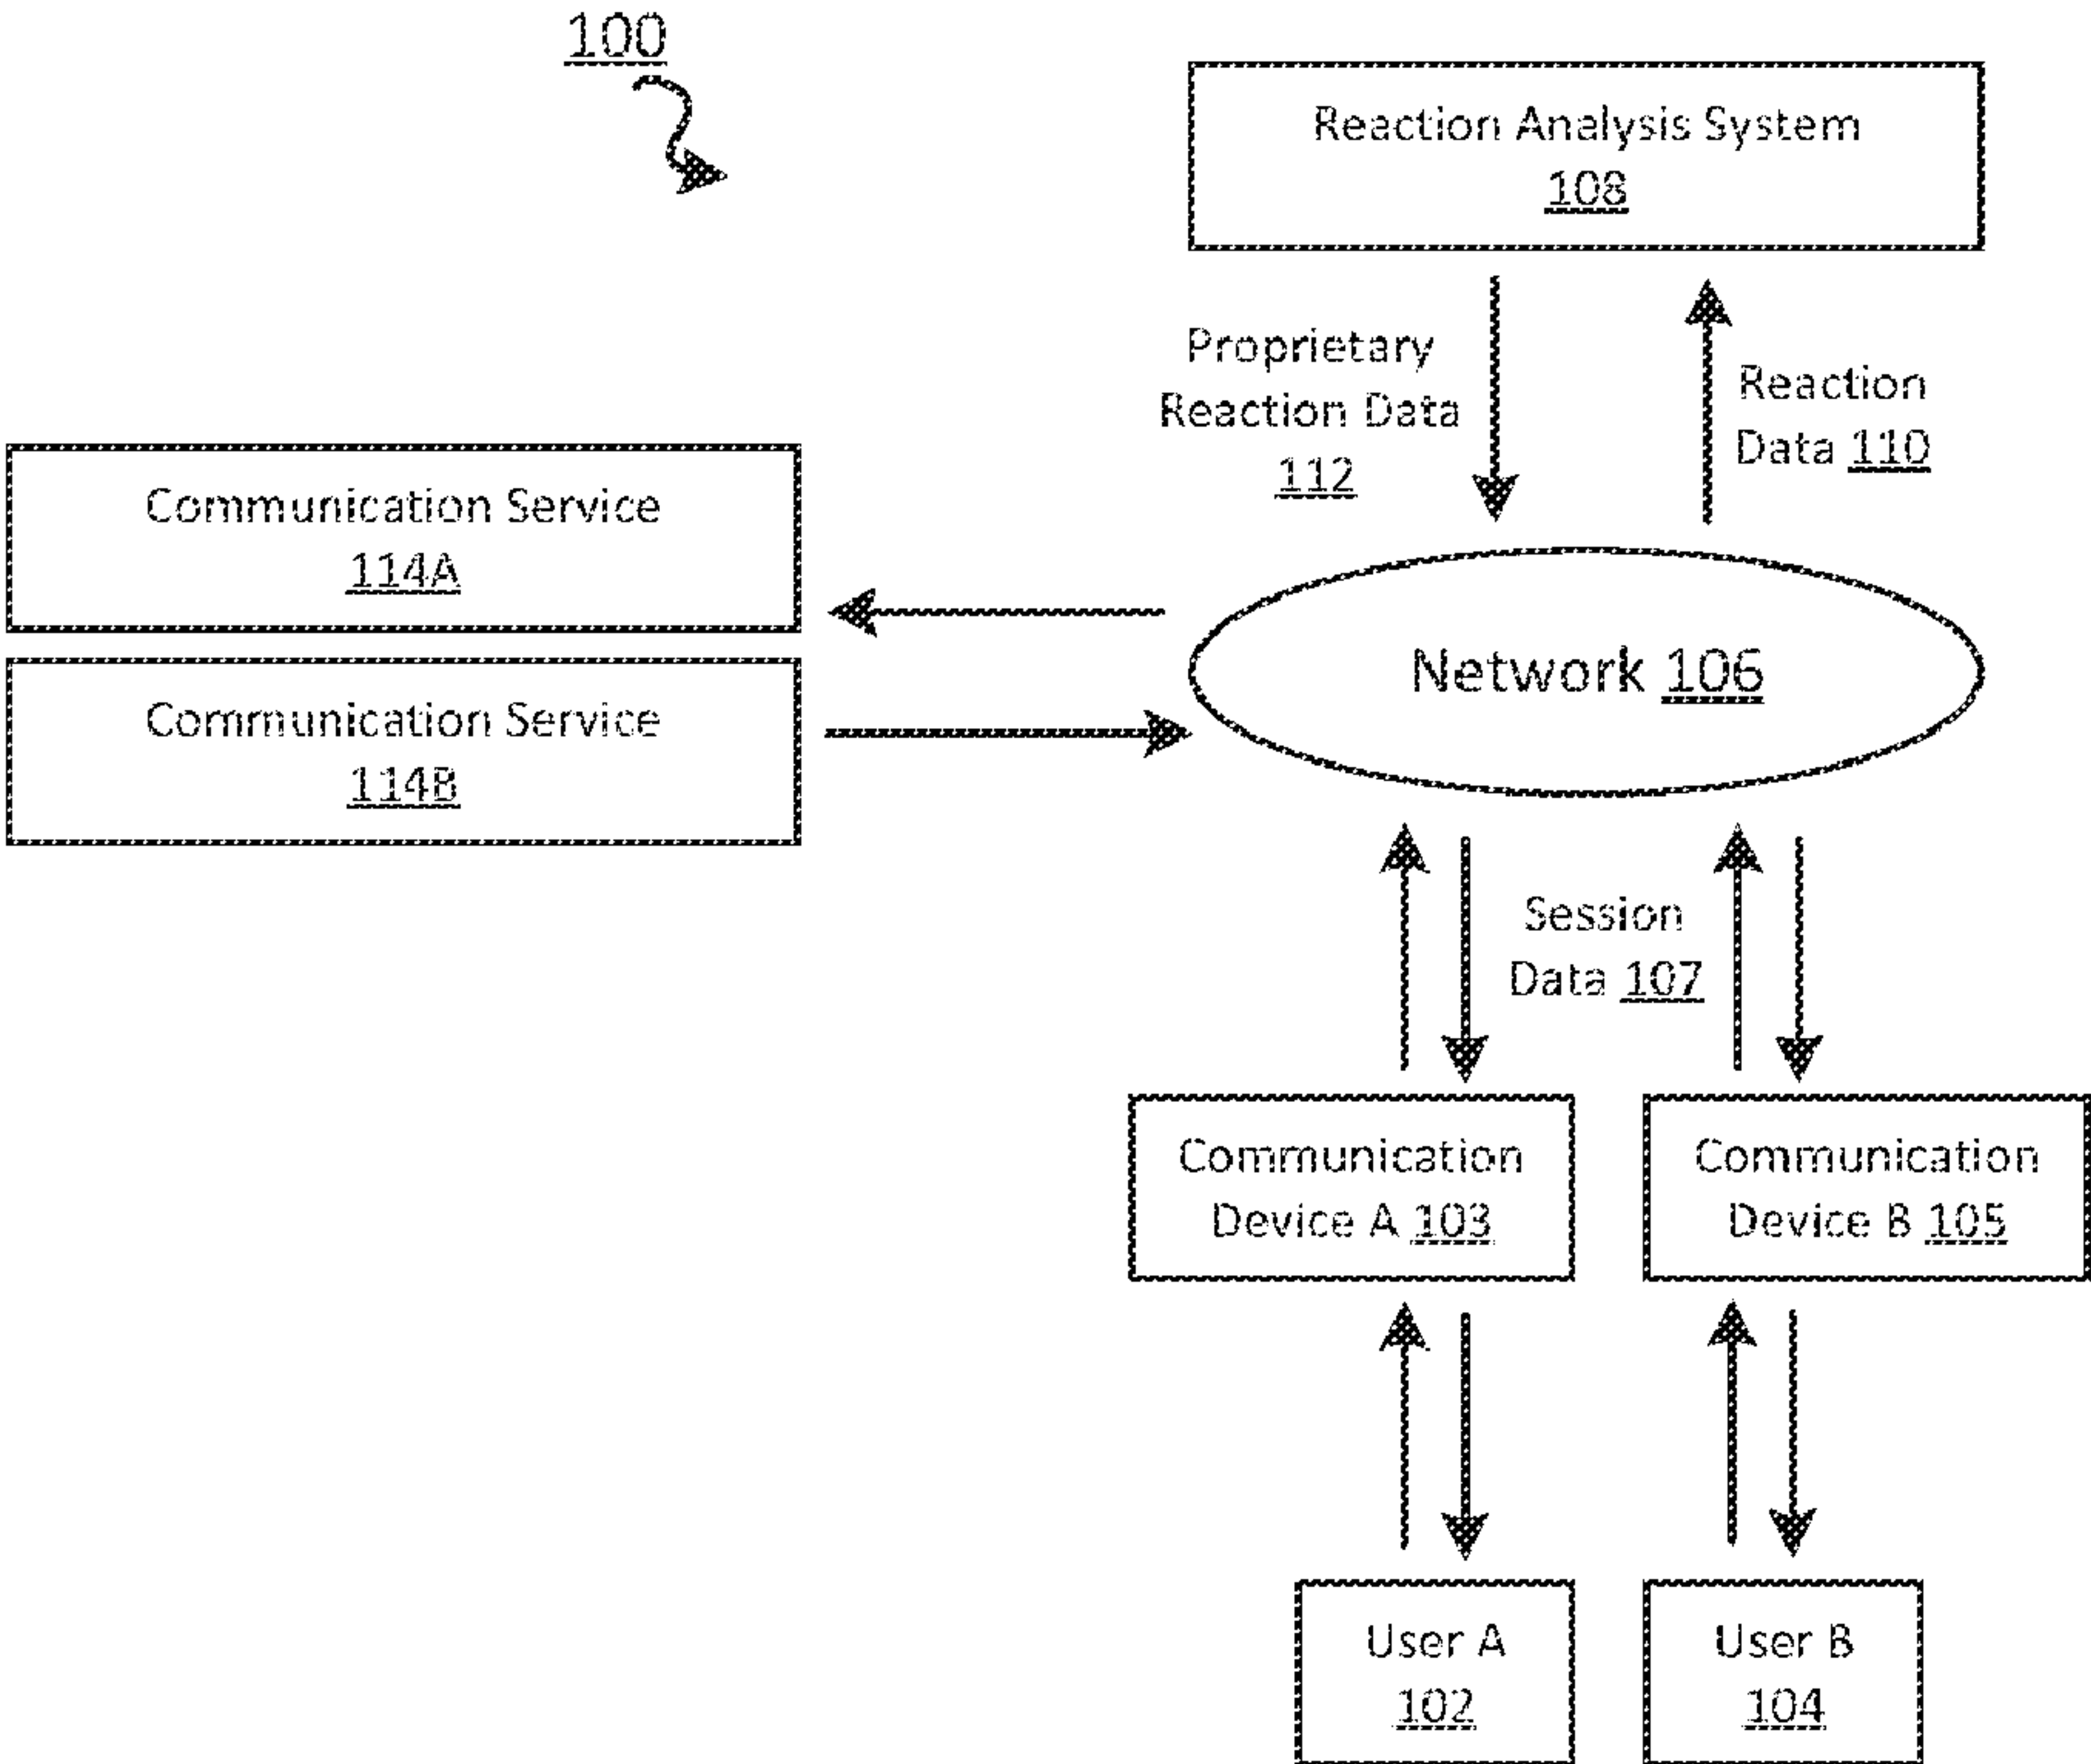 100
Reaction Analysis System
108
Proprietary
Reaction Data
112
Reaction
Data 110
Communication Service
114A
Communication Service
114B
Network 106
Session
Data 107
Communication
Device A 103
Communication
Device B 105
User A
102
User B
104